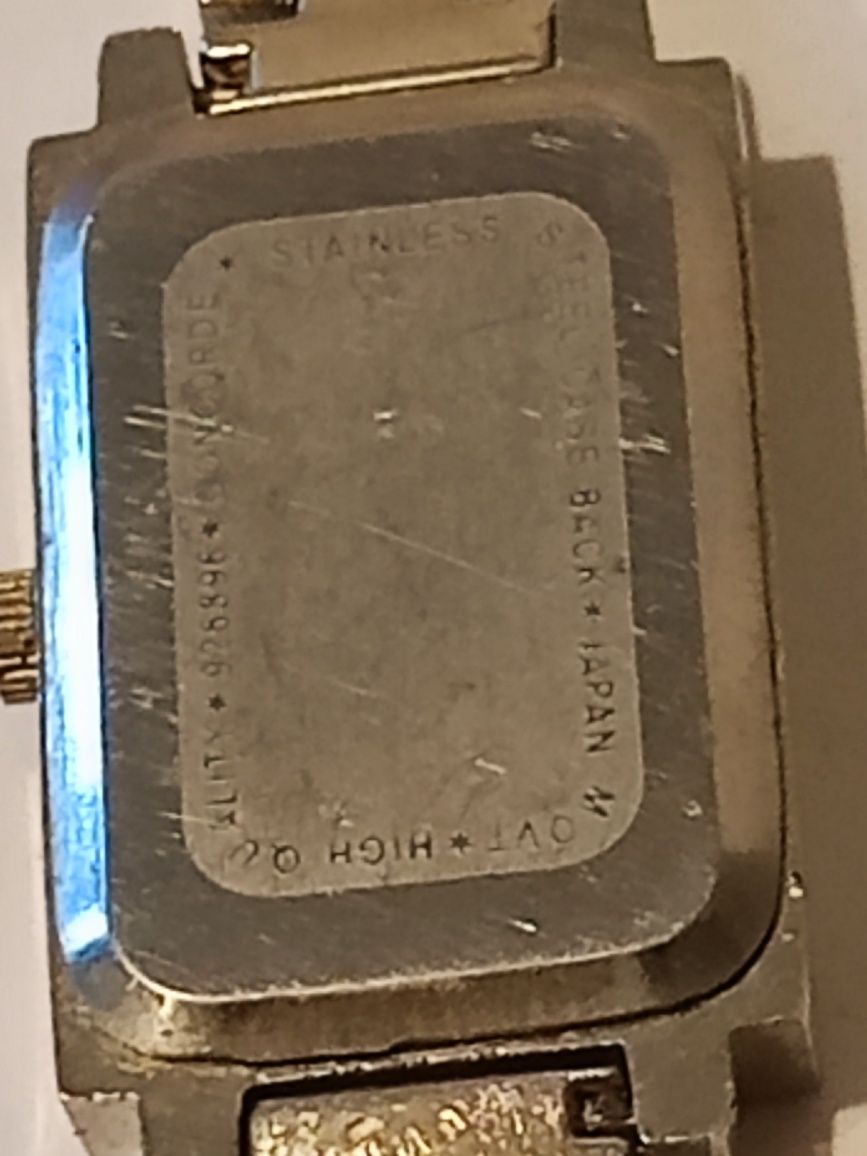 * STAINLESS STEEL CASE BACK * JAPAN MOVT * HIGH QUALITY * 926896 * CONCORDE